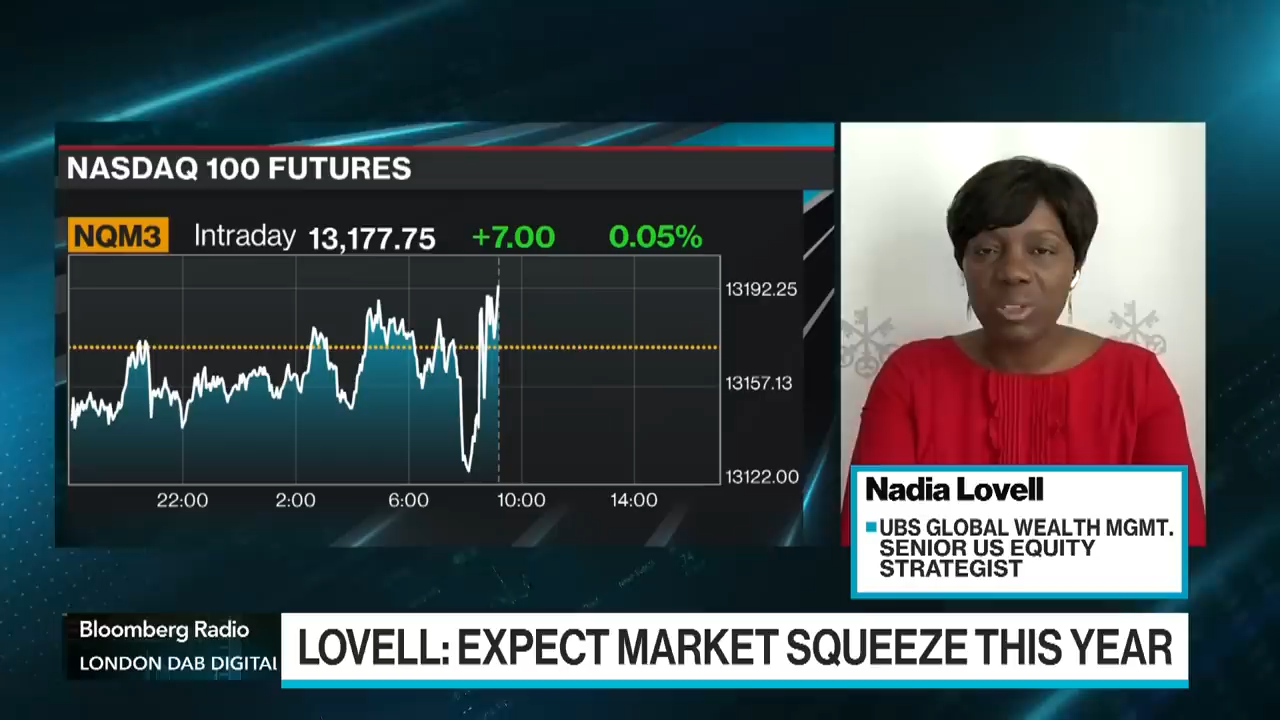 NASDAQ 100 FUTURES
NQM3 Intraday 13,177.75 +7.00 0.05%
13192.25
13157.13
13122.00
22:00 2:00 6:00 10:00 14:00
Nadia Lovell
UBS GLOBAL WEALTH MGMT.
SENIOR US EQUITY
STRATEGIST
Bloomberg Radio
LONDON DAB DIGITAL
LOVELL: EXPECT MARKET SQUEEZE THIS YEAR